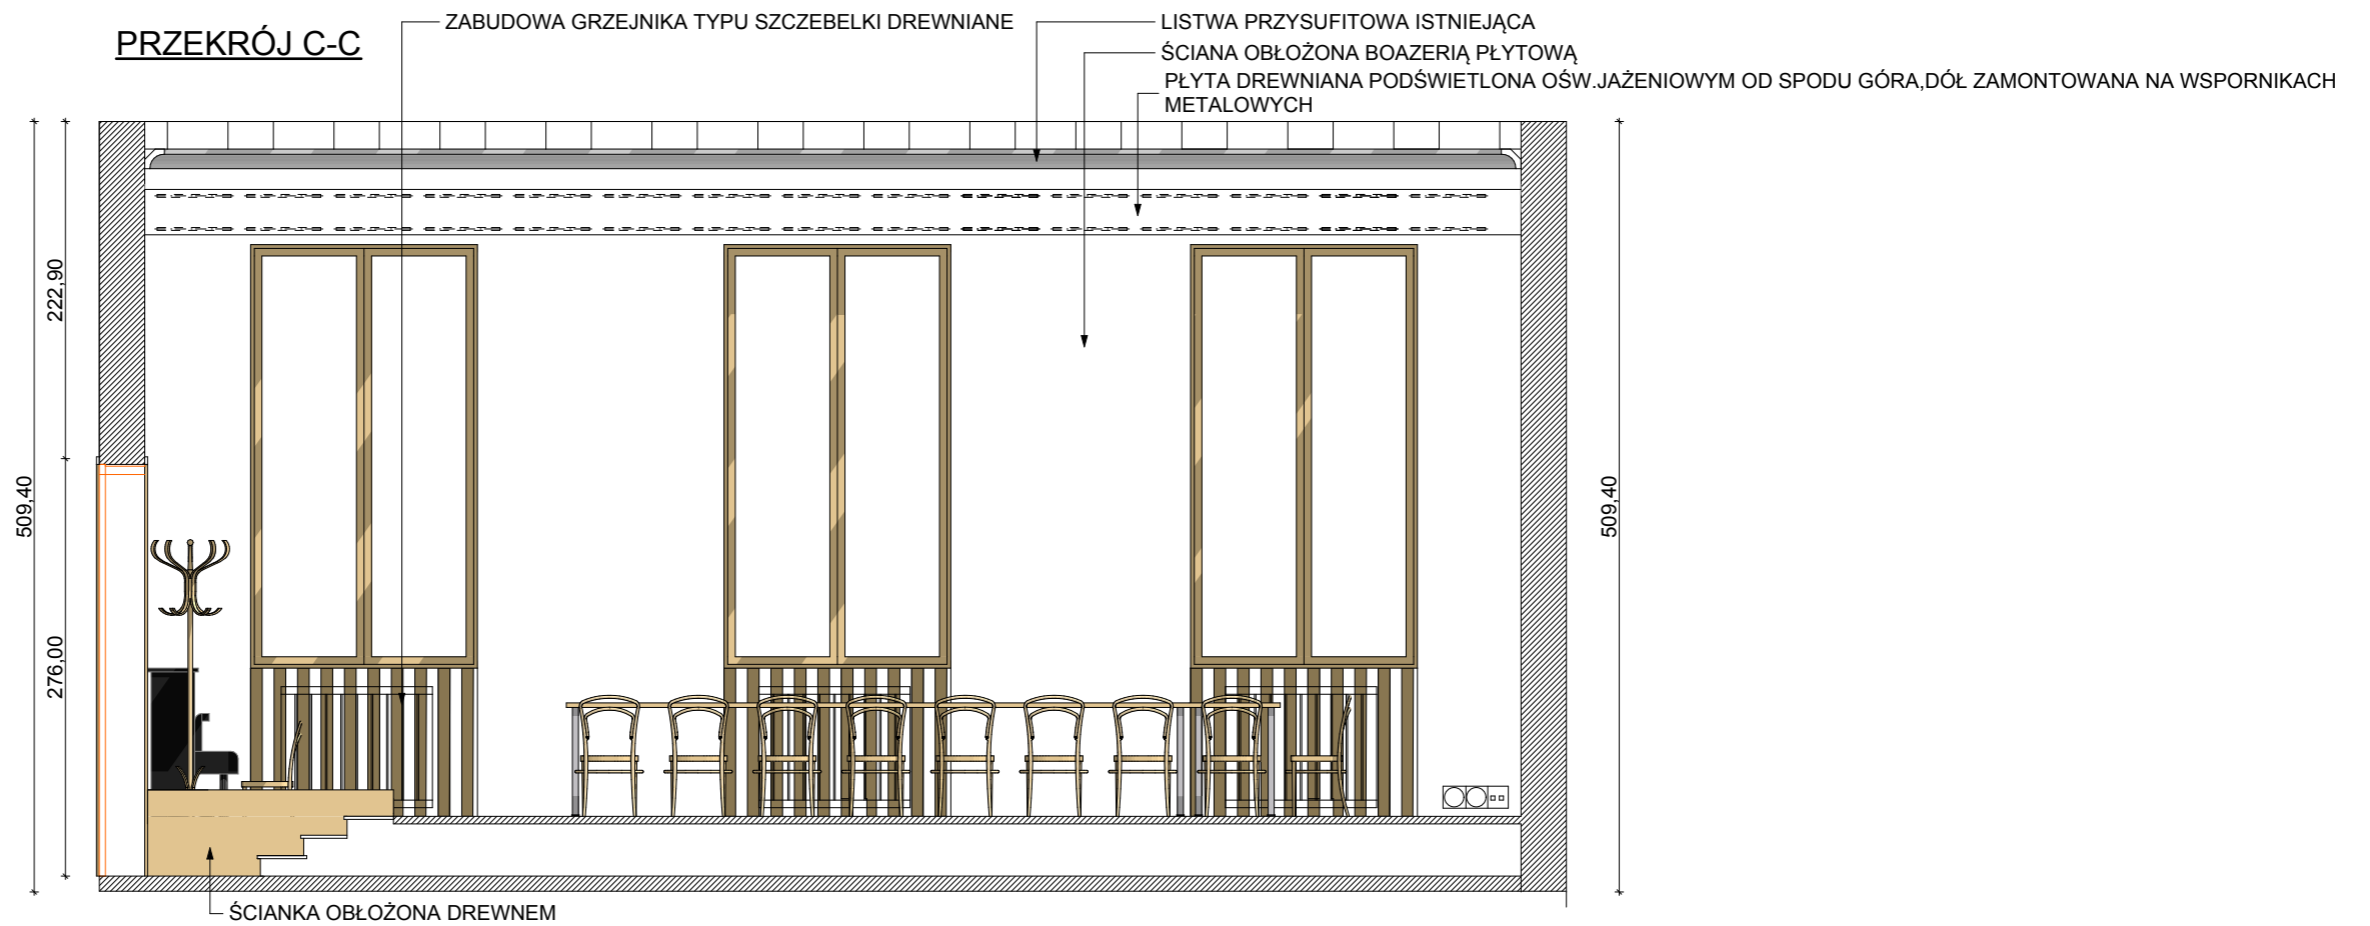 PRZEKRÓJ C-C
ZABUDOWA GRZEJNIKA TYPU SZCZEBELKI DREWNIANE
LISTWA PRZYSUFITOWA ISTNIEJĄCA
ŚCIANA OBŁOŻONA BOAZERIĄ PŁYTOWĄ
PŁYTA DREWNIANA PODŚWIETLONA OŚW.JAŻENIOWYM OD SPODU GÓRA,DÓŁ ZAMONTOWANA NA WSPORNIKACH
METALOWYCH
222,90
509,40
276,00
509,40
ŚCIANKA OBŁOŻONA DREWNEM